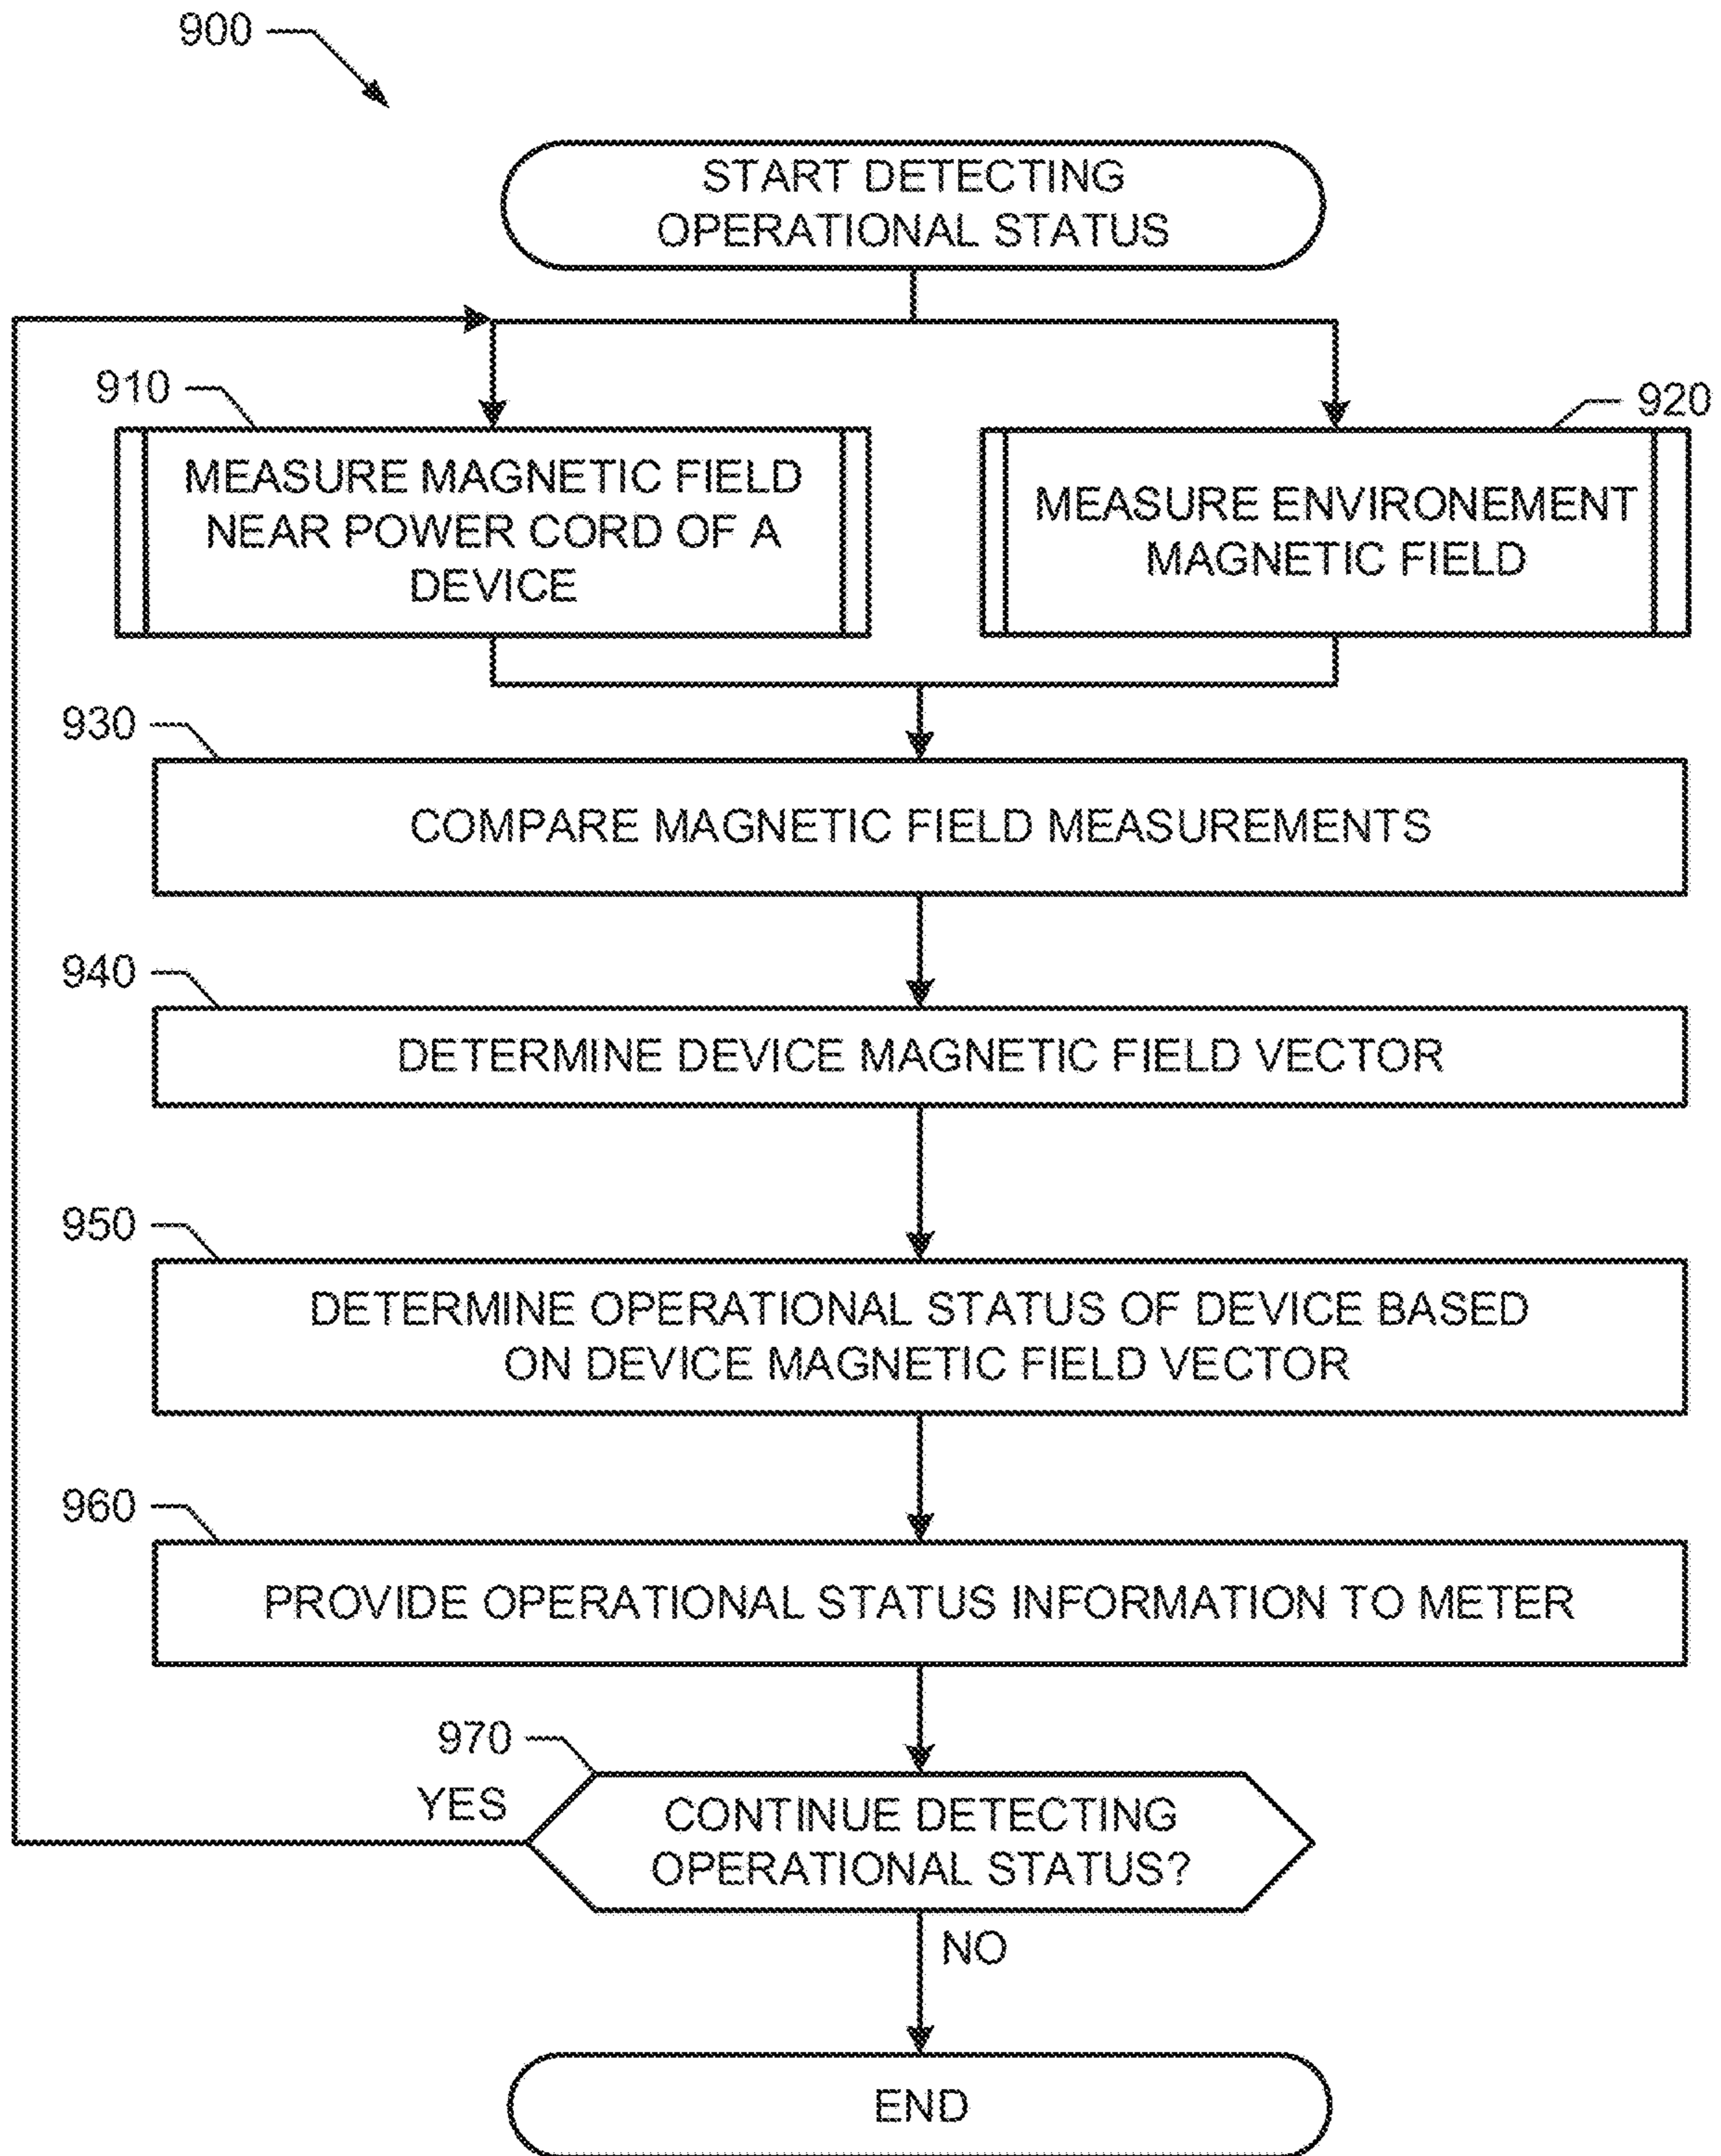 900
START DETECTING
OPERATIONAL STATUS
910
MEASURE MAGNETIC FIELD
NEAR POWER CORD OF A
DEVICE
920
MEASURE ENVIRONEMENT
MAGNETIC FIELD
930
COMPARE MAGNETIC FIELD MEASUREMENTS
940
DETERMINE DEVICE MAGNETIC FIELD VECTOR
950
DETERMINE OPERATIONAL STATUS OF DEVICE BASED
ON DEVICE MAGNETIC FIELD VECTOR
960
PROVIDE OPERATIONAL STATUS INFORMATION TO METER
970
YES
CONTINUE DETECTING
OPERATIONAL STATUS?
NO
END